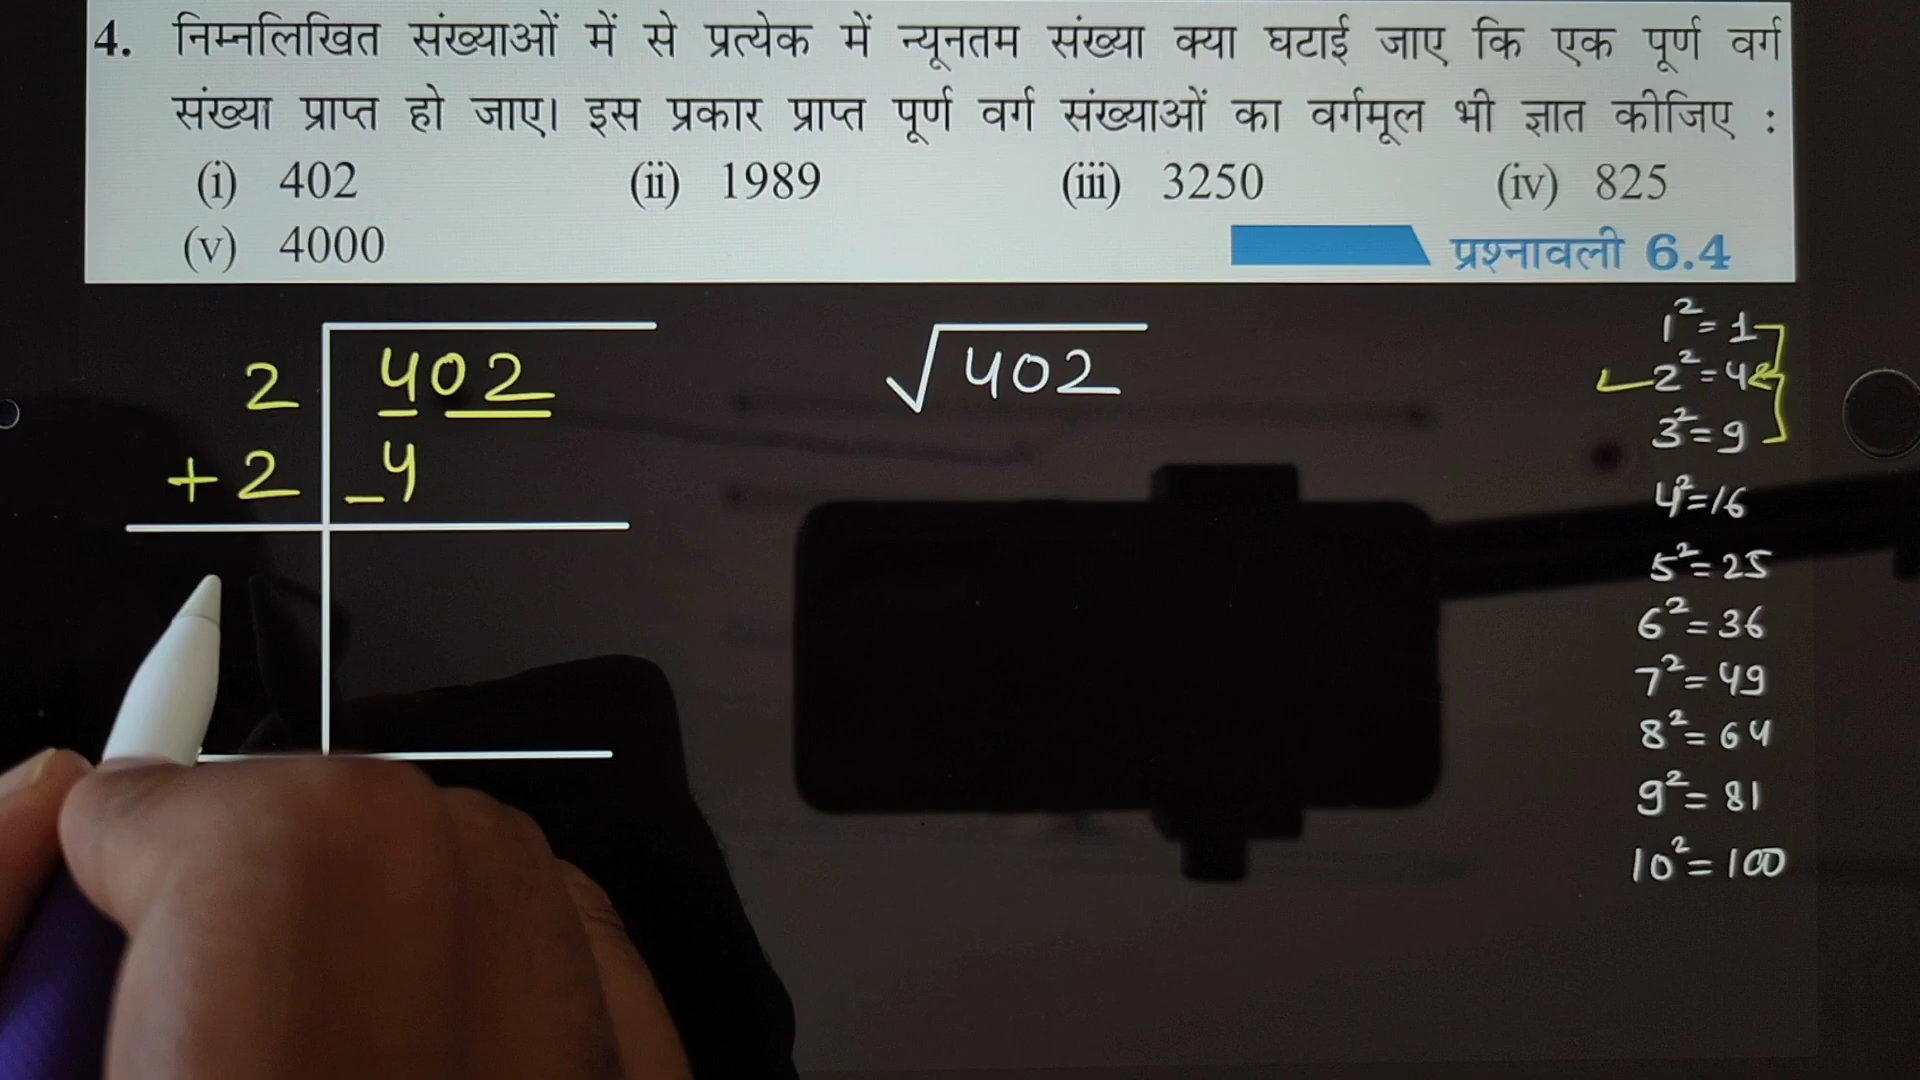 4. निम्नलिखित संख्याओं में से प्रत्येक में न्यूनतम संख्या क्या घटाई जाए कि एक पूर्ण वर्ग
संख्या प्राप्त हो जाए। इस प्रकार प्राप्त पूर्ण वर्ग संख्याओं का वर्गमूल भी ज्ञात कीजिए :
(i) 402 (ii) 1989 (iii) 3250 (iv) 825
(v) 4000
प्रश्नावली 6.4
2 402
+2 -4
√402
1²=1
2²=4
3²=9
4²=16
5²=25
6²=36
7²=49
8²=64
9²=81
10²=100